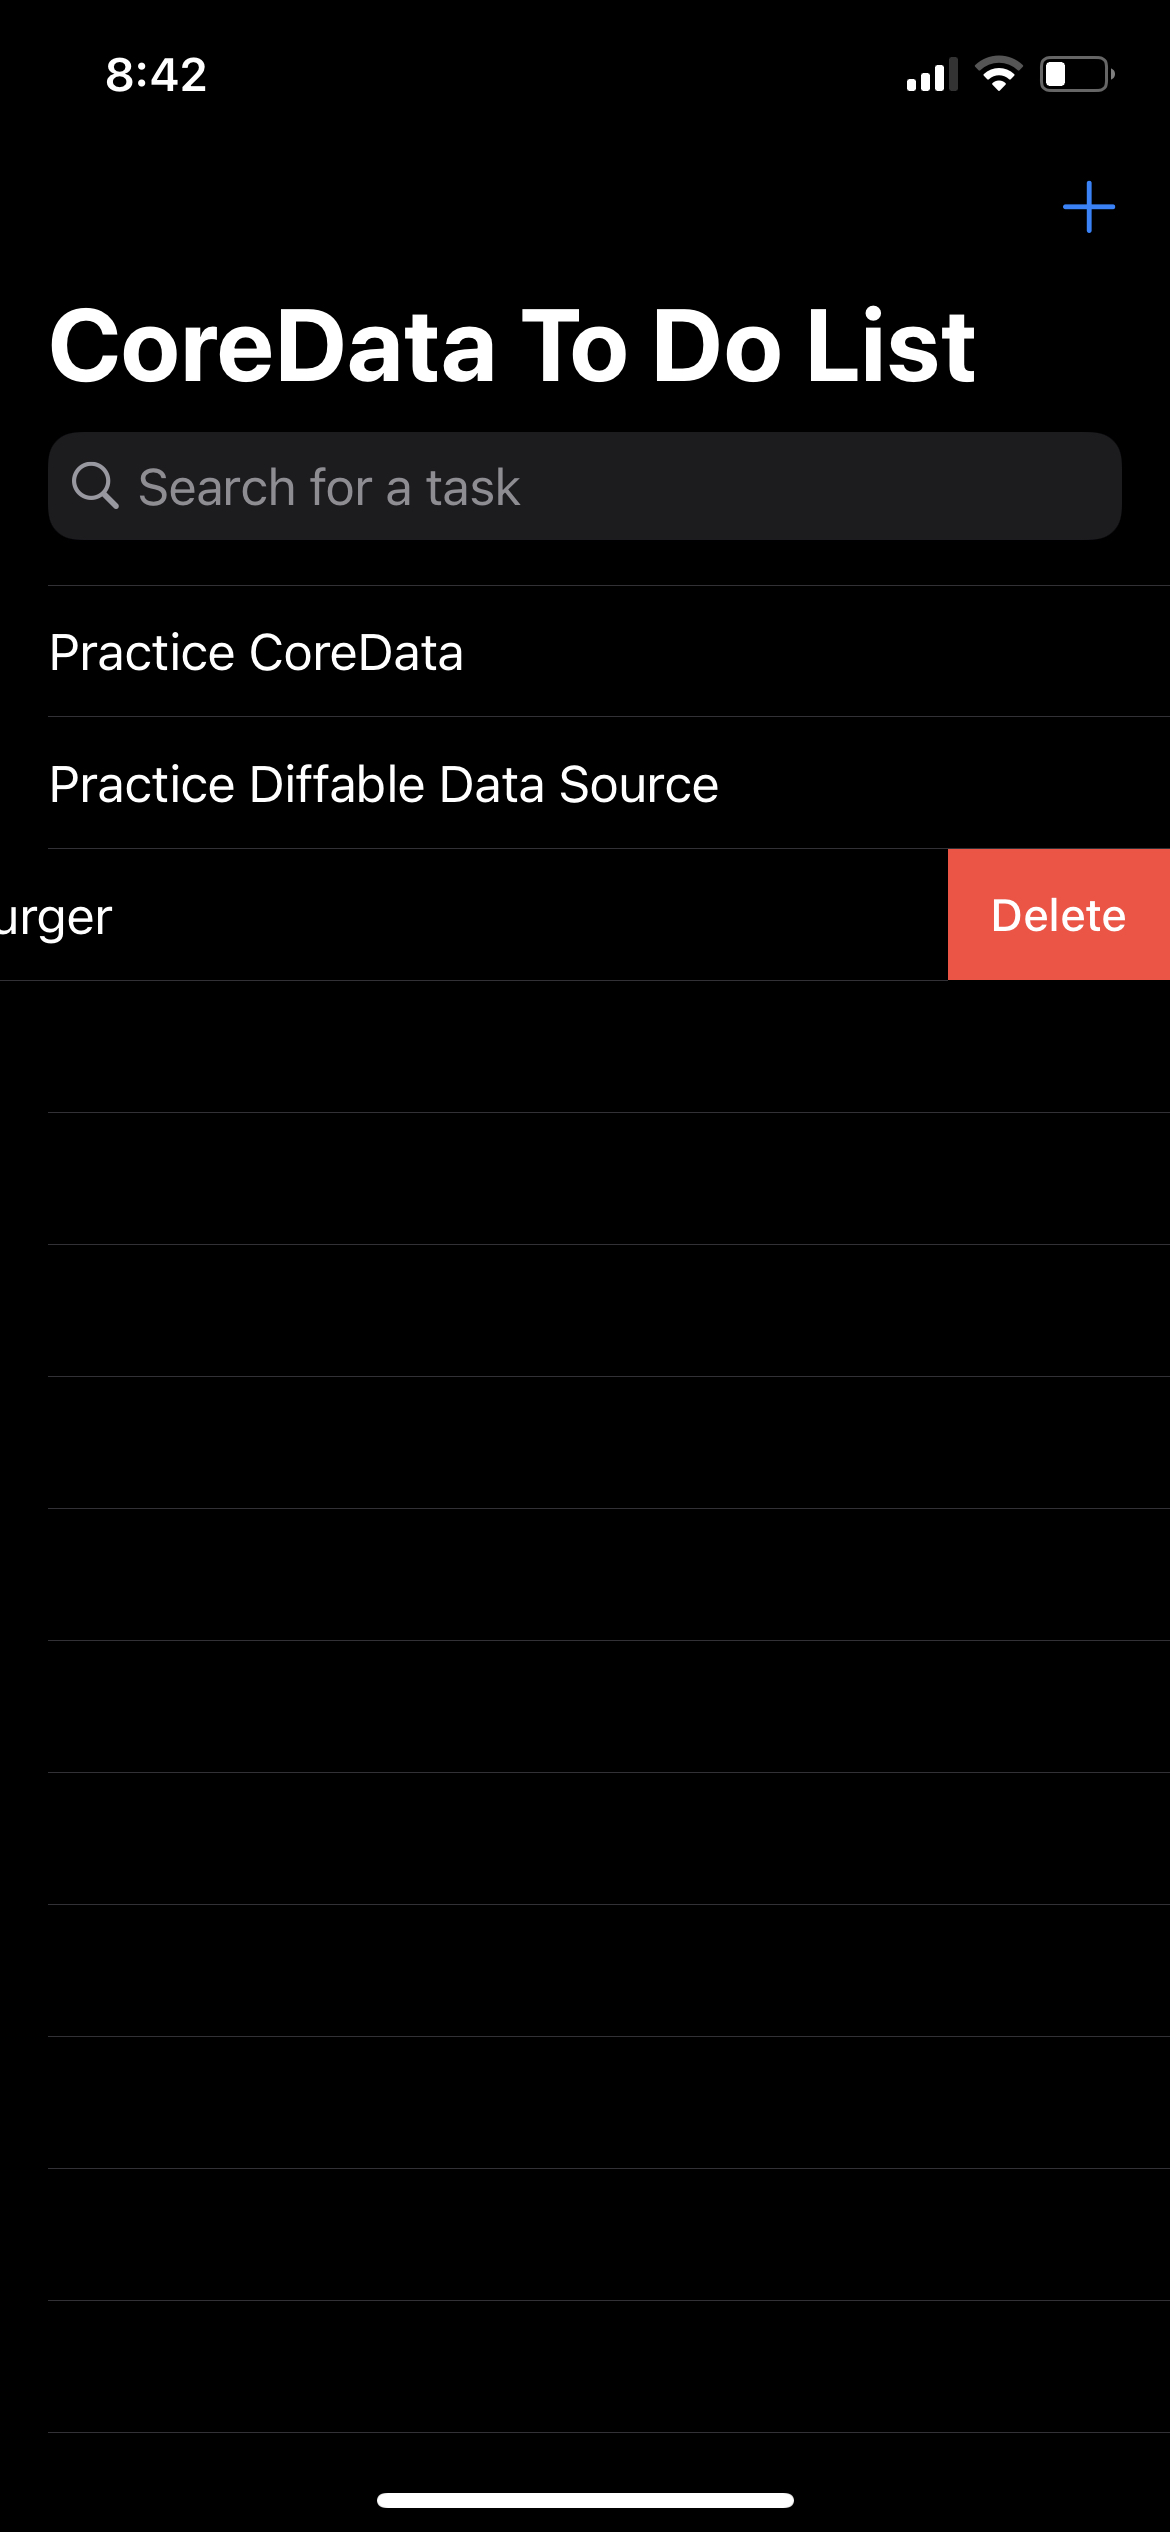 8:42
CoreData To Do List
Search for a task
Practice CoreData
Practice Diffable Data Source
urger
Delete